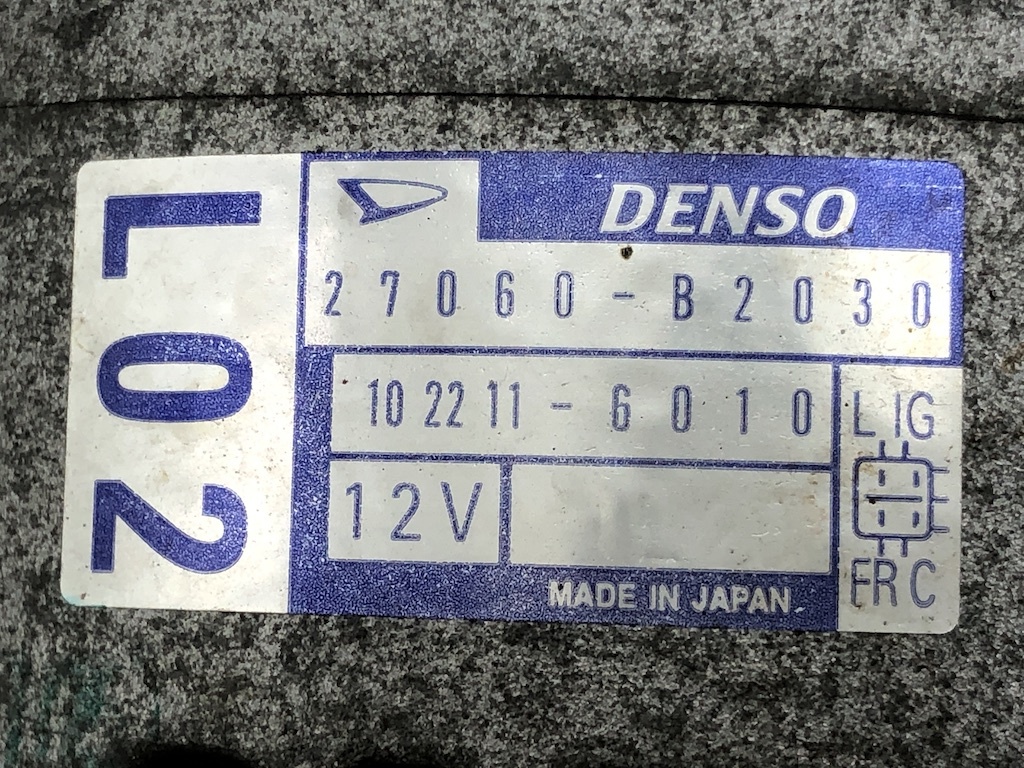 L02
DENSO
27060-B2030
102211-6010
12V
L IG
FR C
MADE IN JAPAN